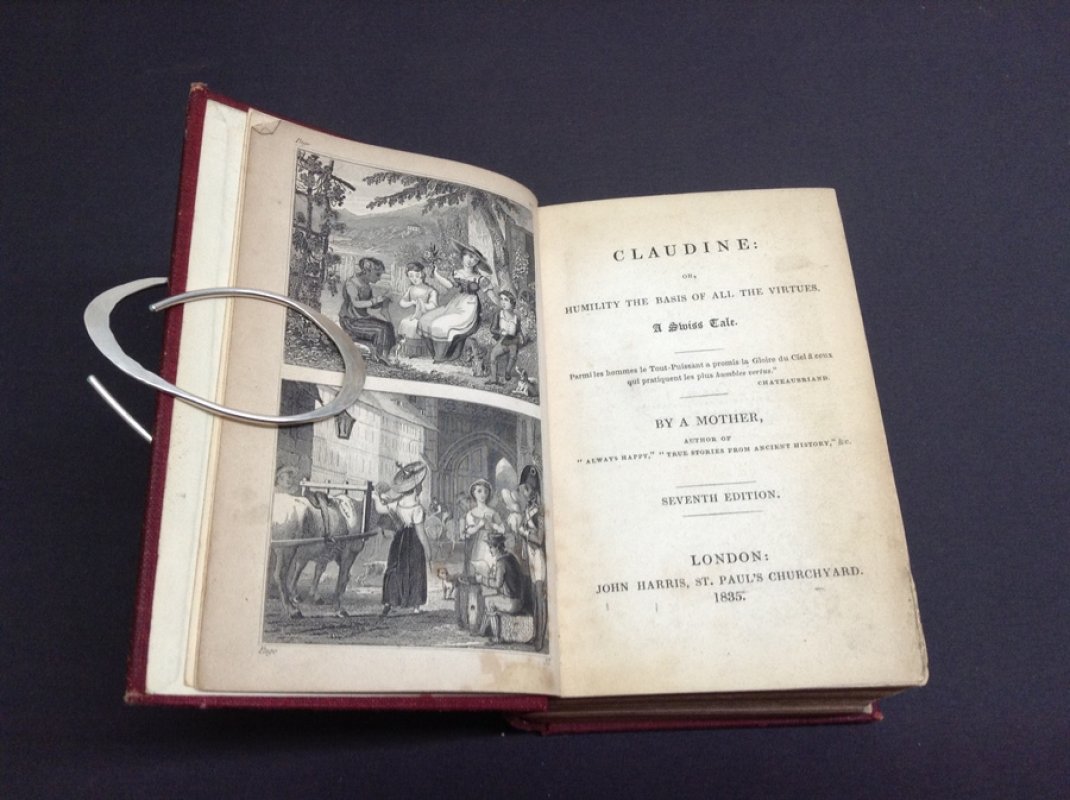 Page
Page
CLAUDINE:
OR,
HUMILITY THE BASIS OF ALL THE VIRTUES.
A Swiss Tale.
Parmi les hommes le Tout-Puissant a promis la Gloire du Ciel à ceux
qui pratiquent les plus humbles vertus."
CHATEAUBRIAND.
BY A MOTHER,
AUTHOR OF
"ALWAYS HAPPY," "TRUE STORIES FROM ANCIENT HISTORY," &c.
SEVENTH EDITION.
LONDON:
JOHN HARRIS, ST. PAUL'S CHURCHYARD.
1835.